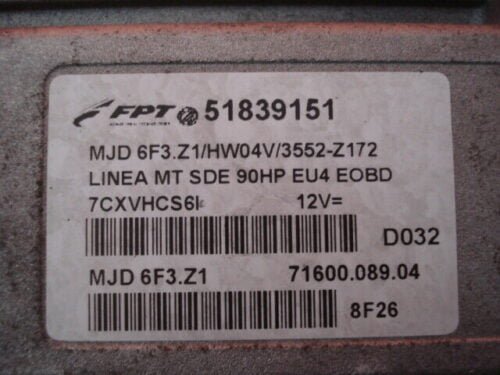 FPT 51839151
MJD 6F3.Z1/HW04V/3552-Z172
LINEA MT SDE 90HP EU4 EOBD
7CXVHCS6I 12V=
D032
MJD 6F3.Z1 71600.089.04
8F26